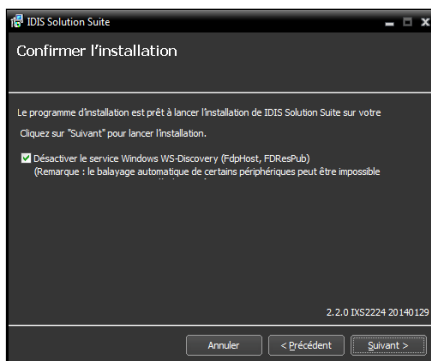 IDIS Solution Suite
Confirmer l'installation
Le programme d'installation est prêt à lancer l'installation de IDIS Solution Suite sur votre
Cliquez sur "Suivant" pour lancer l'installation.
Désactiver le service Windows WS-Discovery (FdpHost, FDResPub)
(Remarque : le balayage automatique de certains périphériques peut être impossible
2.2.0 IXS2224 20140129
Annuler
< Précédent
Suivant >